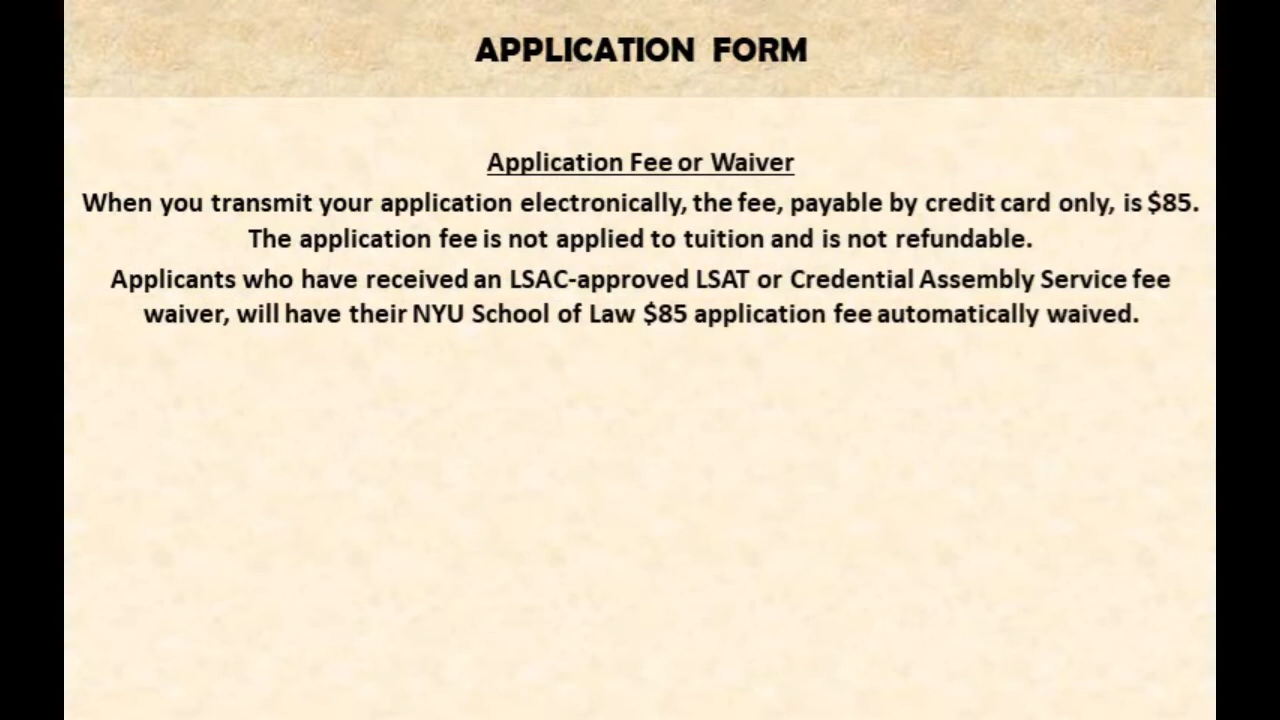 APPLICATION FORM
Application Fee or Waiver
When you transmit your application electronically, the fee, payable by credit card only, is $85.
The application fee is not applied to tuition and is not refundable.
Applicants who have received an LSAC-approved LSAT or Credential Assembly Service fee
waiver, will have their NYU School of Law $85 application fee automatically waived.